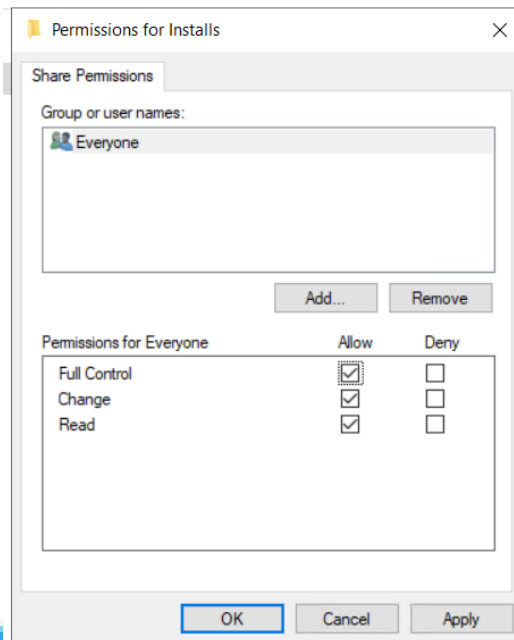 Permissions for Installs
Share Permissions
Group or user names:
Everyone
Add... Remove
Permissions for Everyone Allow Deny
Full Control
Change
Read
OK Cancel Apply